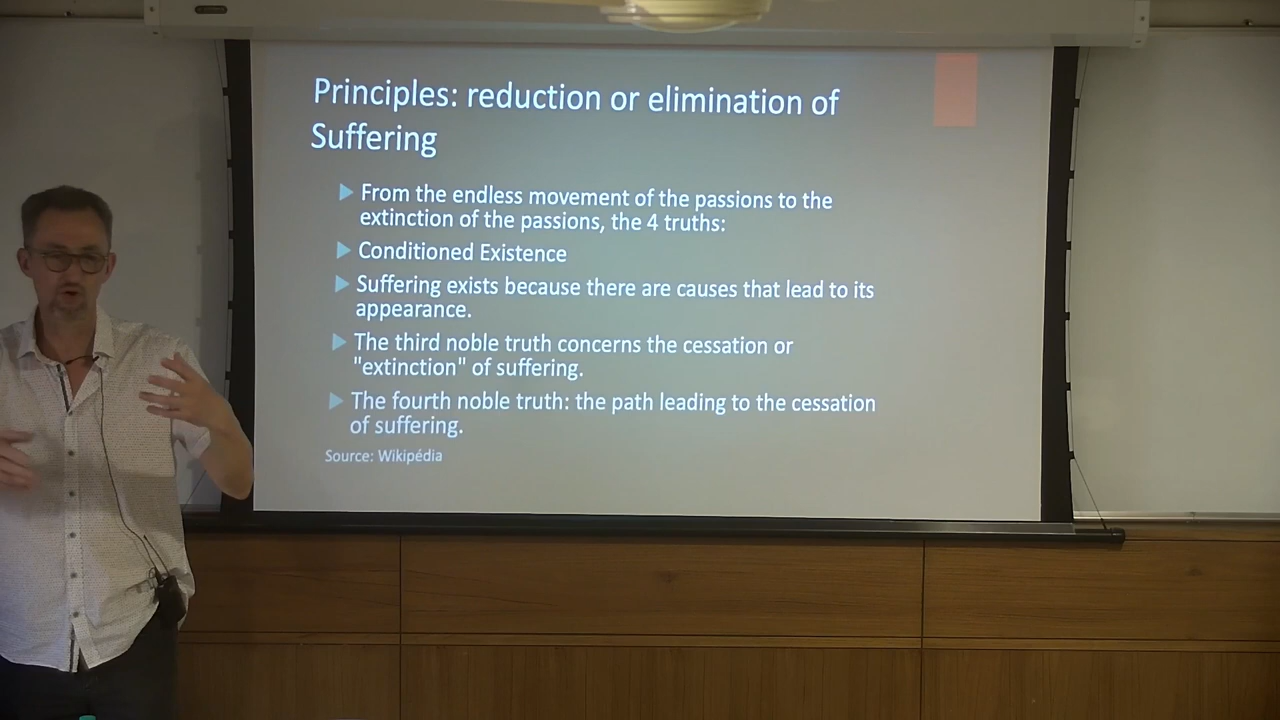 Principles: reduction or elimination of
Suffering
From the endless movement of the passions to the
extinction of the passions, the 4 truths:
Conditioned Existence
Suffering exists because there are causes that lead to its
appearance.
The third noble truth concerns the cessation or
"extinction" of suffering.
The fourth noble truth: the path leading to the cessation
of suffering.
Source: Wikipédia